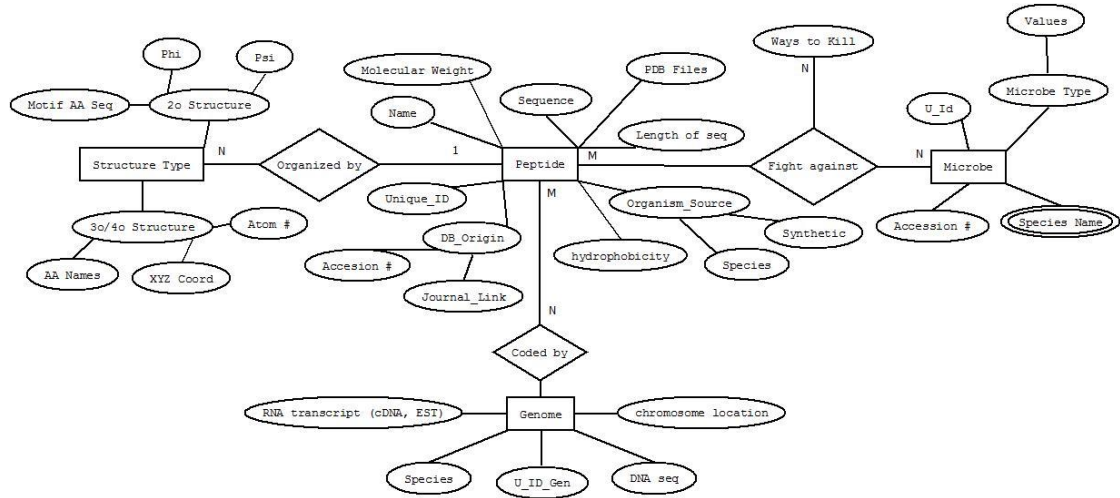 Values
Phi
Psi
Ways to Kill
Molecular Weight
PDB Files
N
Motif AA Seq
2o Structure
Sequence
Microbe Type
Name
U_Id
Length of seq
N
1
M
N
Structure Type
Organized by
Peptide
Fight against
Microbe
M
Unique_ID
Organism_Source
3o/4o Structure
Atom #
Accession #
Species Name
DB_Origin
Synthetic
Accesion #
hydrophobicity
Species
AA Names
XYZ Coord
Journal_Link
N
Coded by
RNA transcript (cDNA, EST)
Genome
chromosome location
Species
U_ID_Gen
DNA seq